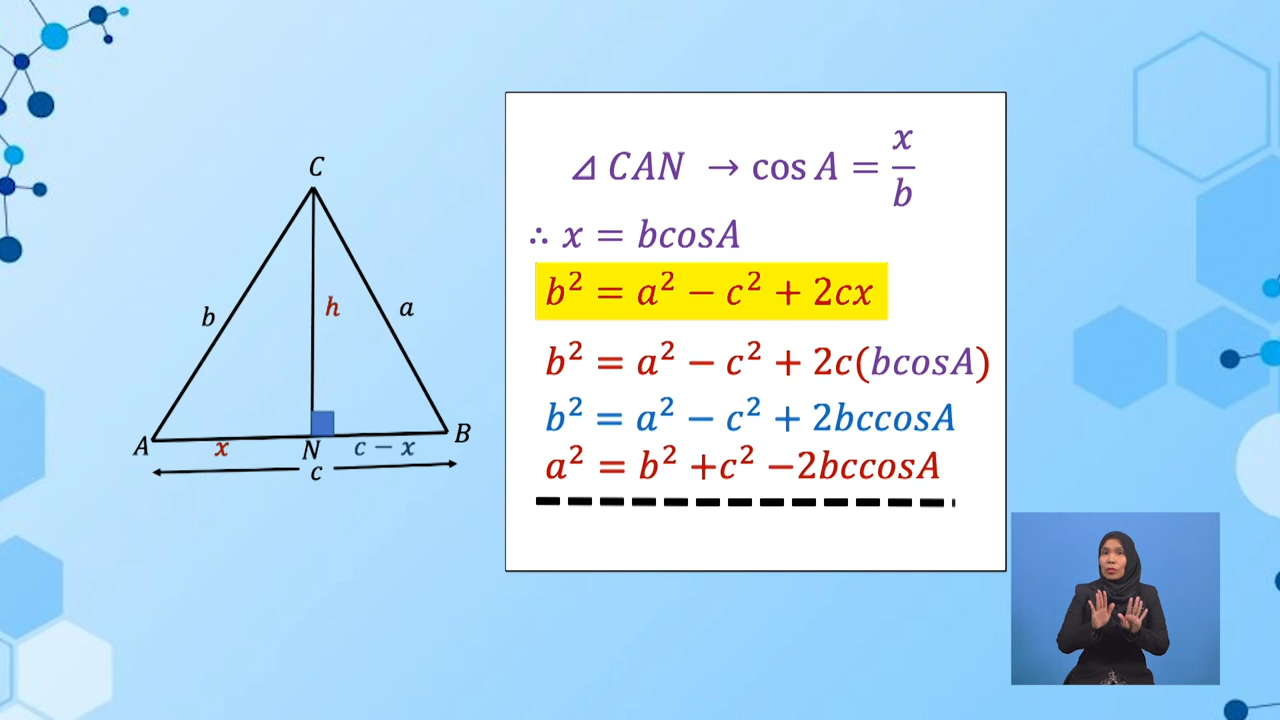 C
b
h
a
A
x
N
c − x
B
c
⊿ CAN → cos A = x/b
∴ x = bcosA
b² = a² − c² + 2cx
b² = a² − c² + 2c(bcosA)
b² = a² − c² + 2bccosA
a² = b² +c² −2bccosA